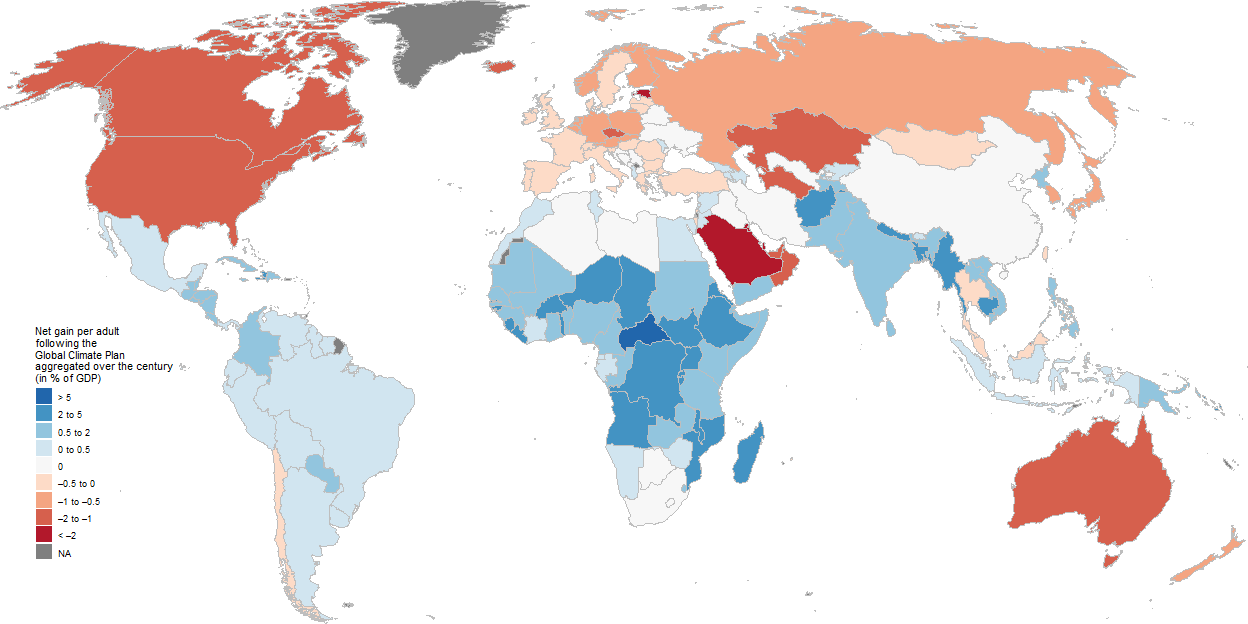 Net gain per adult
following the
Global Climate Plan
aggregated over the century
(in % of GDP)
> 5
2 to 5
0.5 to 2
0 to 0.5
0
–0.5 to 0
–1 to –0.5
–2 to –1
< –2
NA